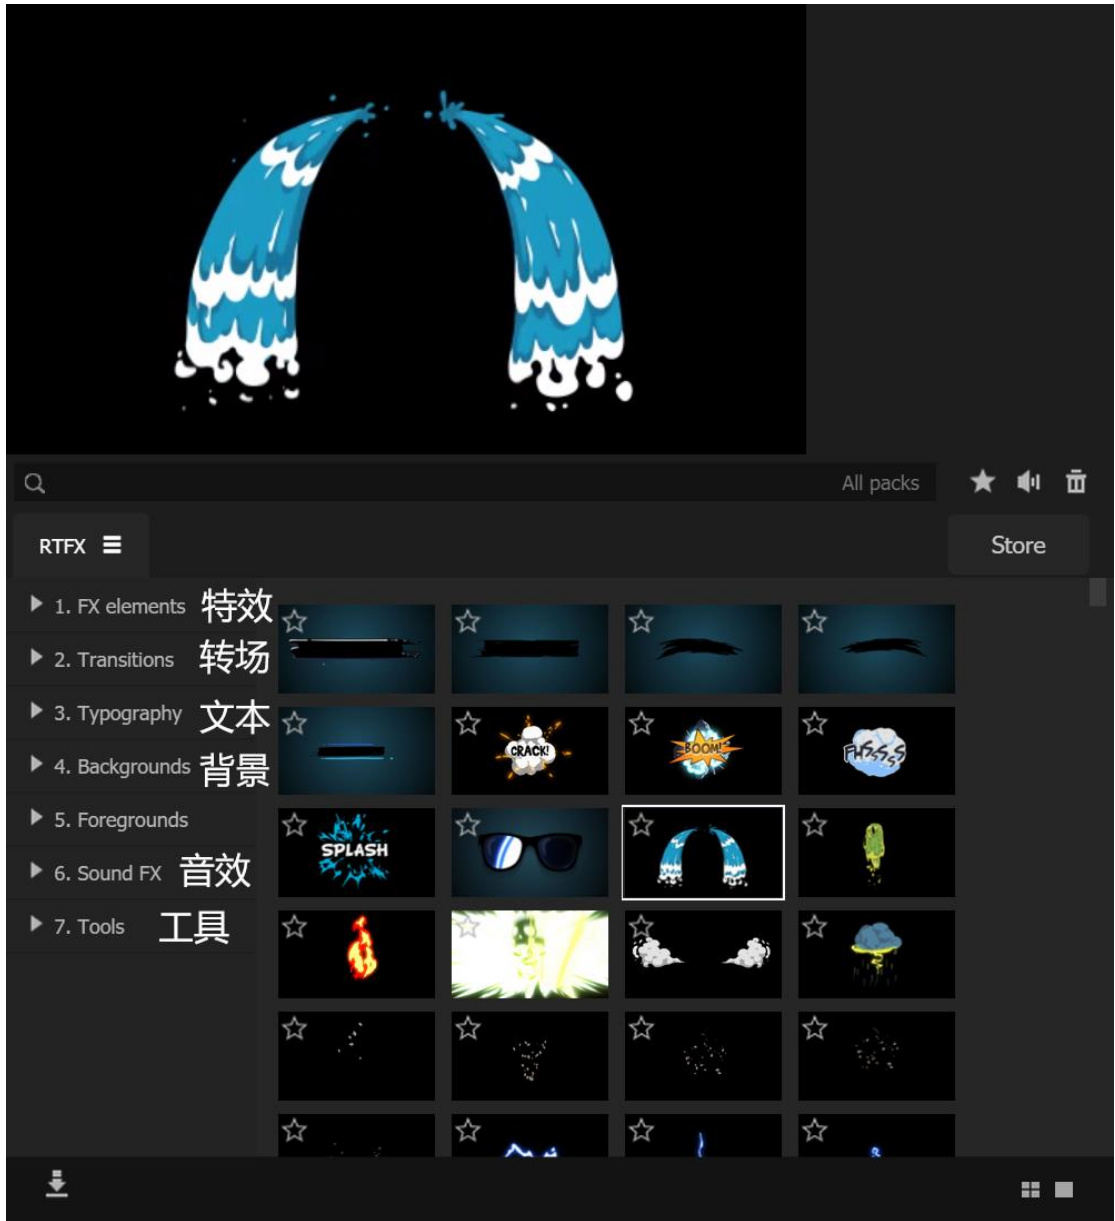 All packs
RTFX
Store
1. FX elements 特效
2. Transitions 转场
3. Typography 文本
4. Backgrounds 背景
5. Foregrounds
6. Sound FX 音效
7. Tools 工具
CRACK!
BOOM!
FHSSSS
SPLASH